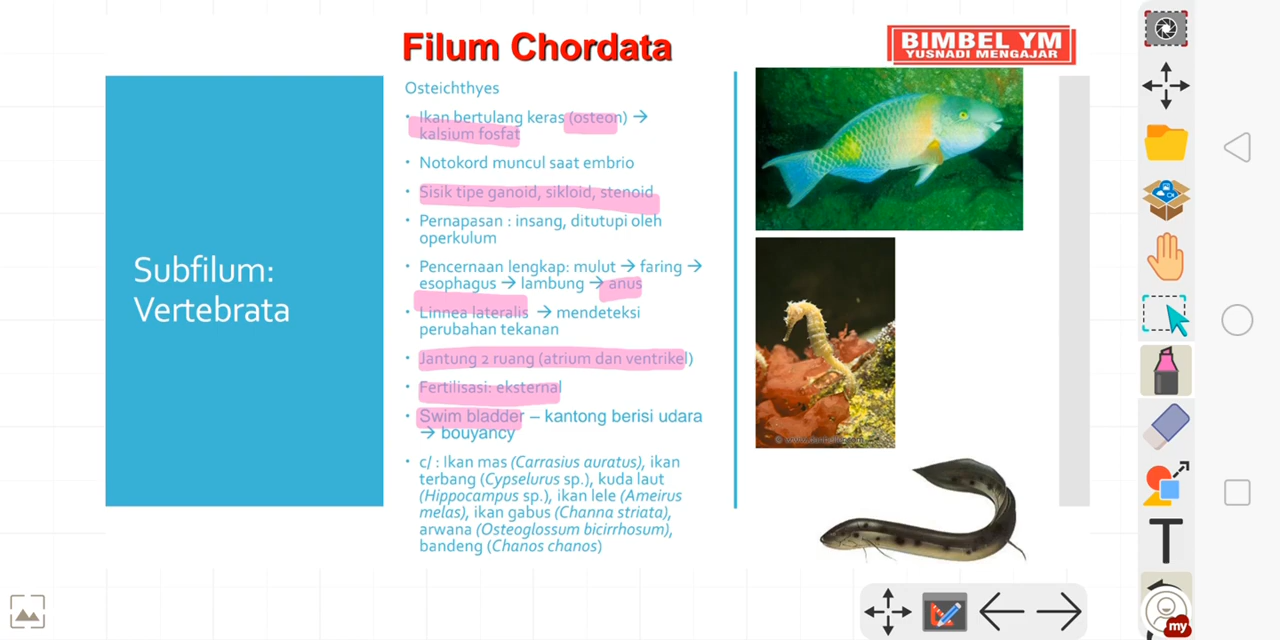 Filum Chordata
BIMBEL YM
YUSNADI MENGAJAR
Subfilum:
Vertebrata
Osteichthyes
• Ikan bertulang keras (osteon) →
kalsium fosfat
• Notokord muncul saat embrio
• Sisik tipe ganoid, sikloid, stenoid
• Pernapasan : insang, ditutupi oleh
operkulum
• Pencernaan lengkap: mulut → faring →
esophagus → lambung → anus
• Linnea lateralis → mendeteksi
perubahan tekanan
• Jantung 2 ruang (atrium dan ventrikel)
• Fertilisasi: eksternal
• Swim bladder – kantong berisi udara
→ bouyancy
• c/ : Ikan mas (Carrasius auratus), ikan
terbang (Cypselurus sp.), kuda laut
(Hippocampus sp.), ikan lele (Ameirus
melas), ikan gabus (Channa striata),
arwana (Osteoglossum bicirrhosum),
bandeng (Chanos chanos)
T
my